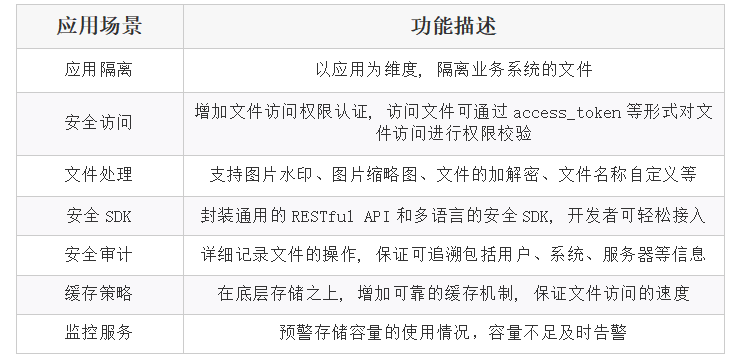 应用场景 功能描述
应用隔离 以应用为维度, 隔离业务系统的文件
安全访问 增加文件访问权限认证, 访问文件可通过 access_token 等形式对文
件访问进行权限校验
文件处理 支持图片水印、图片缩略图、文件的加解密、文件名称自定义等
安全 SDK 封装通用的 RESTful API 和多语言的安全 SDK, 开发者可轻松接入
安全审计 详细记录文件的操作, 保证可追溯包括用户、系统、服务器等信息
缓存策略 在底层存储之上, 增加可靠的缓存机制, 保证文件访问的速度
监控服务 预警存储容量的使用情况，容量不足及时告警